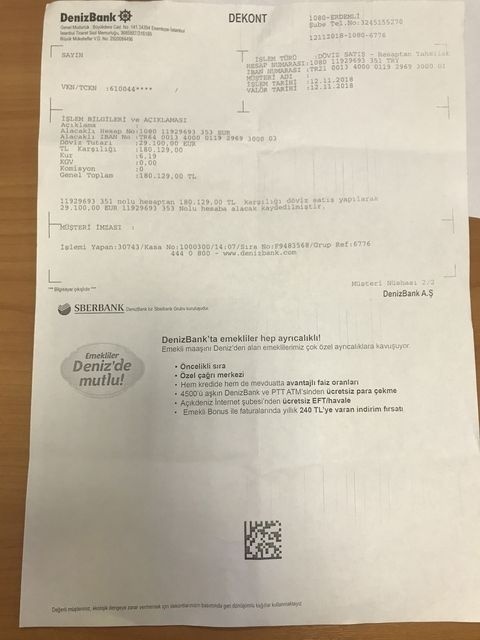 DenizBank
DEKONT
1080-ERDEMLİ
Şube Tel.No:3245155270
12112018-1080-6776
Genel Müdürlük : Büyükdere Cad. No: 141 34394 Esentepe-İstanbul
İstanbul Ticaret Sicil Memurluğu,
Büyük Mükellefler V.D. No:
SAYIN
İŞLEM TÜRÜ :DÖVİZ SATIŞ - Hesaptan Tahsilat
HESAP NUMARASI:1080 11929693 351 TRY
IBAN NUMARASI :TR21 0013 4000 0119 2969 3000 01
MÜŞTERİ ADI
İŞLEM TARİHİ :12.11.2018
VALÖR TARİHİ :12.11.2018
VKN/TCKN :610044**** /
İŞLEM BİLGİLERİ ve AÇIKLAMASI
Açıklama
Alacaklı Hesap No:1080 11929693 353 EUR
Alacaklı IBAN No :TR64 0013 4000 0119 2969 3000 03
Döviz Tutarı :29.100,00 EUR
TL Karşılığı :180.129,00
Kur :6,19
KGV :0,00
Komisyon :0
Genel Toplam :180.129,00 TL
11929693 351 nolu hesaptan 180.129,00 TL karşılığı döviz satış yapılarak
29.100,00 EUR 11929693 353 Nolu hesaba alacak kaydedilmiştir.
MÜŞTERİ İMZASI :
İşlemi Yapan:30743/Kasa No:1000300/14:07/Sıra No:F9483568/Grup Ref:6776
444 0 800 - www.denizbank.com
Müşteri Nüshası 2/2
*** Bilgisayar çıkışlıdır ***
DenizBank A.Ş
SBERBANK DenizBank bir Sberbank Grubu kuruluşudur.
DenizBank'ta emekliler hep ayrıcalıklı!
Emekli maaşını Deniz'den alan emeklilerimiz çok özel ayrıcalıklara kavuşuyor.
Emekliler
Deniz'de
mutlu!
• Öncelikli sıra
• Özel çağrı merkezi
• Hem kredide hem de mevduatta avantajlı faiz oranları
• 4500'ü aşkın DenizBank ve PTT ATM'sinden ücretsiz para çekme
• Açıkdeniz İnternet şubesi'nden ücretsiz EFT/havale
• Emekli Bonus ile faturalarında yıllık 240 TL'ye varan indirim fırsatı
Değerli müşterimiz, ekolojik dengeye zarar vermemek için dekontlarımızın basımında geri dönüşümlü kağıtlar kullanmaktayız